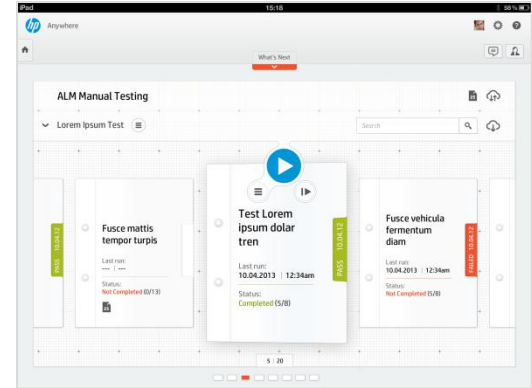 iPad
15:18
58 %
hp
Anywhere
What's Next
ALM Manual Testing
Lorem Ipsum Test
Search
PASS 10.04.12
Fusce mattis
tempor turpis
Last run:
--- | ---
Status:
Not Completed (0/13)
Test Lorem
ipsum dolar
tren
Last run:
10.04.2013 | 12:34am
Status:
Completed (5/8)
PASS 10.04.12
Fusce vehicula
fermentum
diam
Last run:
10.04.2013 | 12:34am
Status:
Not Completed (5/8)
FAILED 10.04.12
5 | 20